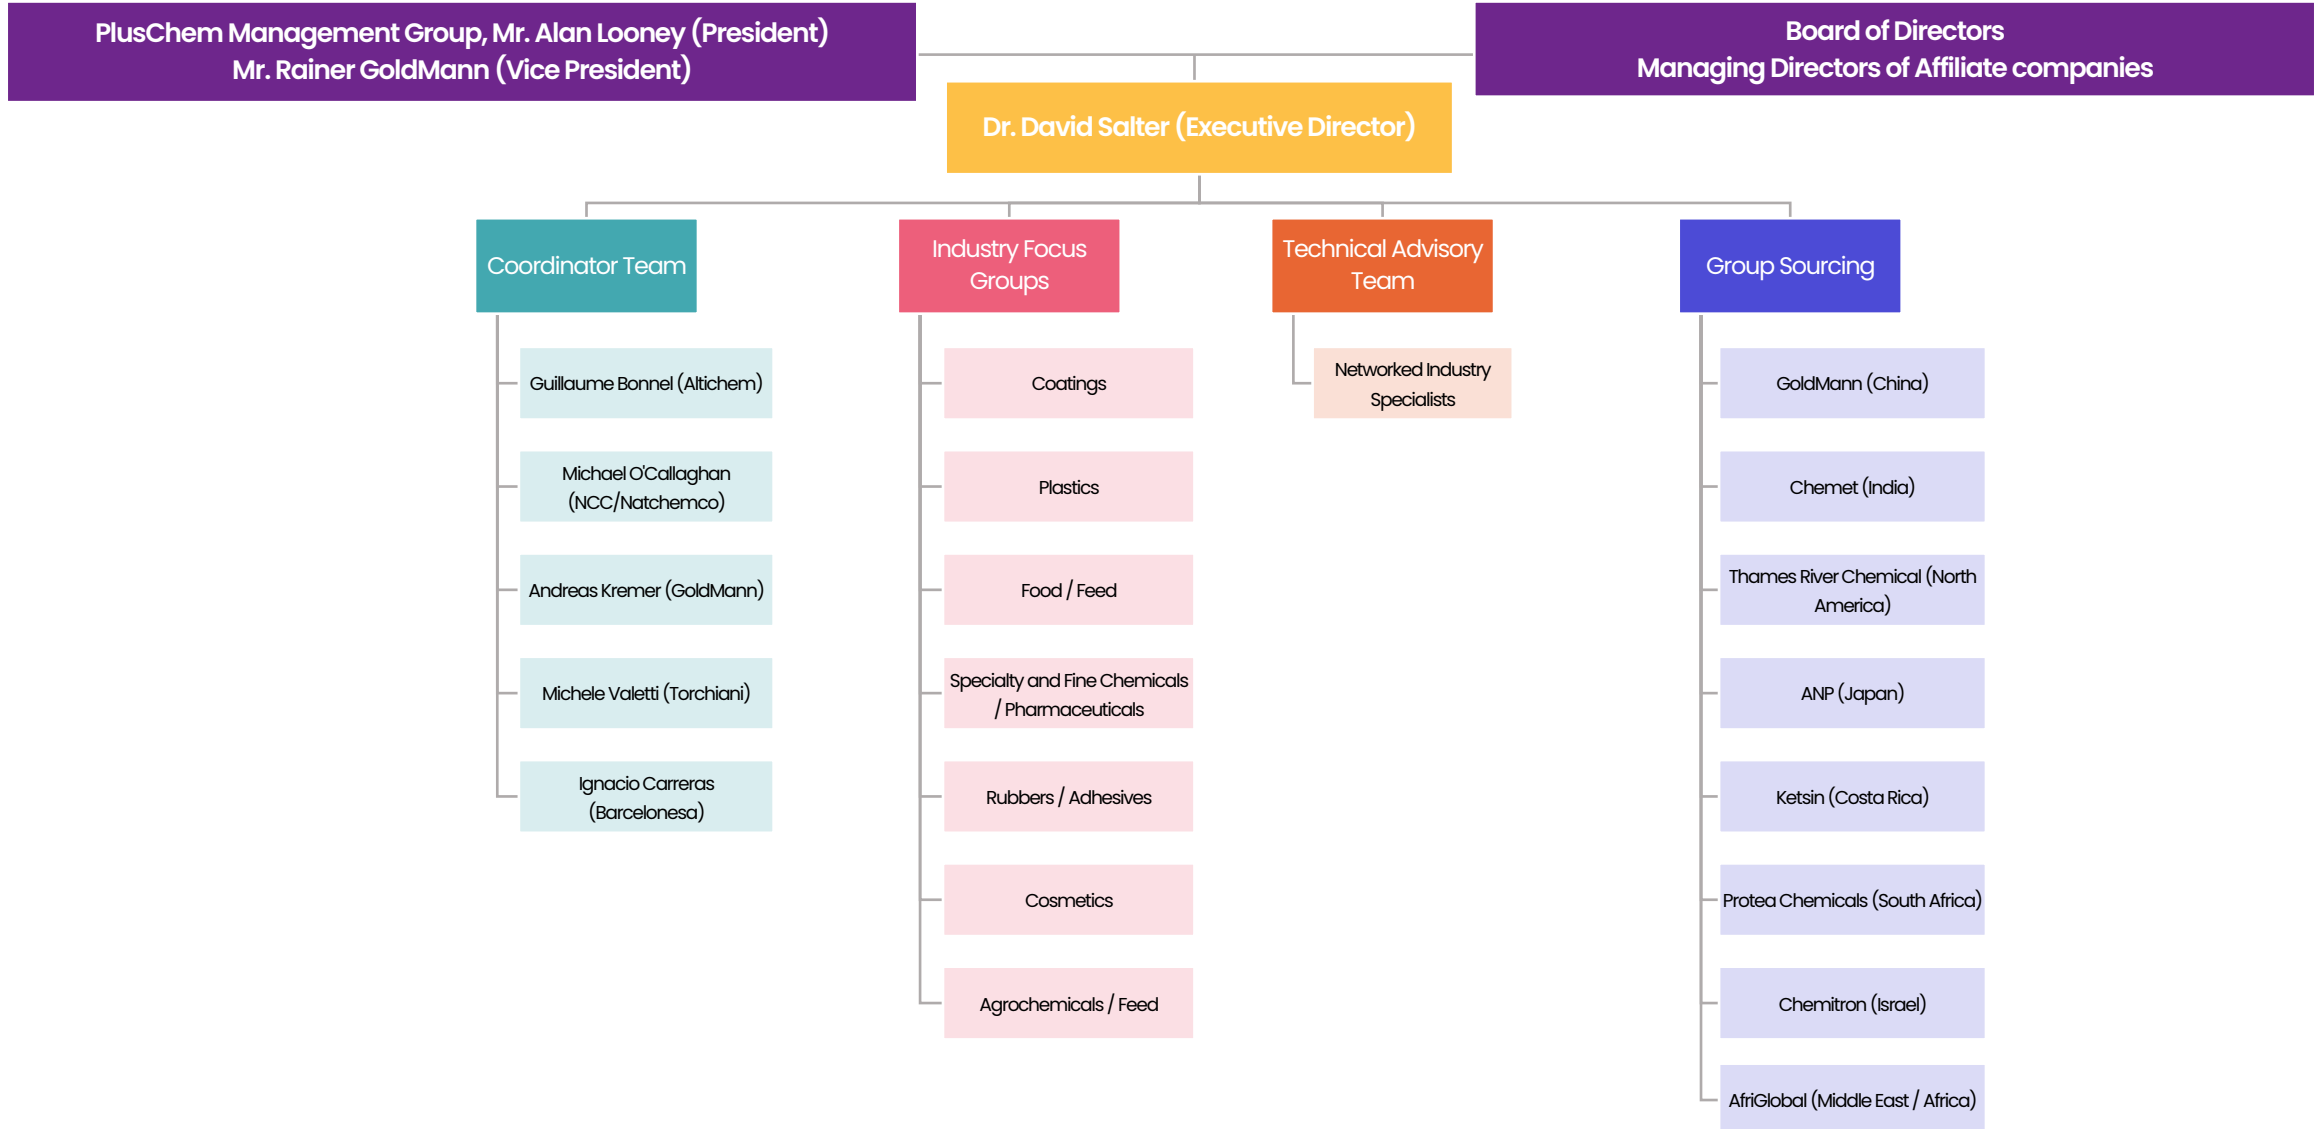 PlusChem Management Group, Mr. Alan Looney (President)
Mr. Rainer GoldMann (Vice President)
Board of Directors
Managing Directors of Affiliate companies
Dr. David Salter (Executive Director)
Coordinator Team
Guillaume Bonnel (Altichem)
Michael O'Callaghan
(NCC/Natchemco)
Andreas Kremer (GoldMann)
Michele Valetti (Torchiani)
Ignacio Carreras
(Barcelonesa)
Industry Focus
Groups
Coatings
Plastics
Food / Feed
Specialty and Fine Chemicals
/ Pharmaceuticals
Rubbers / Adhesives
Cosmetics
Agrochemicals / Feed
Technical Advisory
Team
Networked Industry
Specialists
Group Sourcing
GoldMann (China)
Chemet (India)
Thames River Chemical (North
America)
ANP (Japan)
Ketsin (Costa Rica)
Protea Chemicals (South Africa)
Chemitron (Israel)
AfriGlobal (Middle East / Africa)